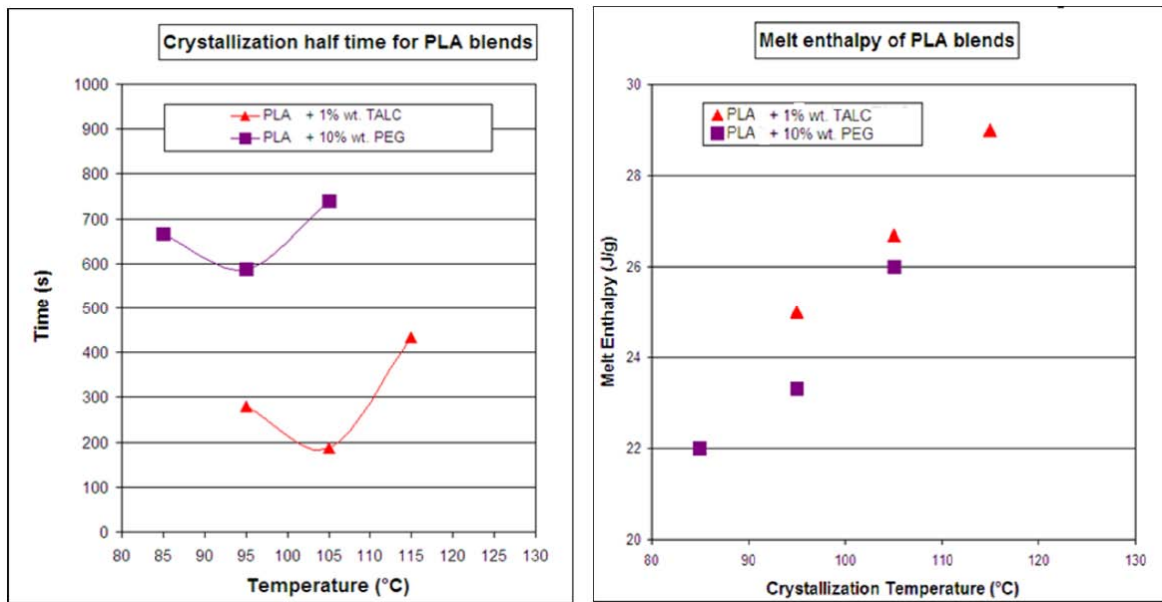 Crystallization half time for PLA blends
PLA + 1% wt. TALC
PLA + 10% wt. PEG
1000
900
800
700
600
500
400
300
200
100
0
Time (s)
80 85 90 95 100 105 110 115 120 125 130
Temperature (°C)
Melt enthalpy of PLA blends
PLA + 1% wt. TALC
PLA + 10% wt. PEG
30
28
26
24
22
20
Melt Enthalpy (J/g)
80 90 100 110 120 130
Crystallization Temperature (°C)